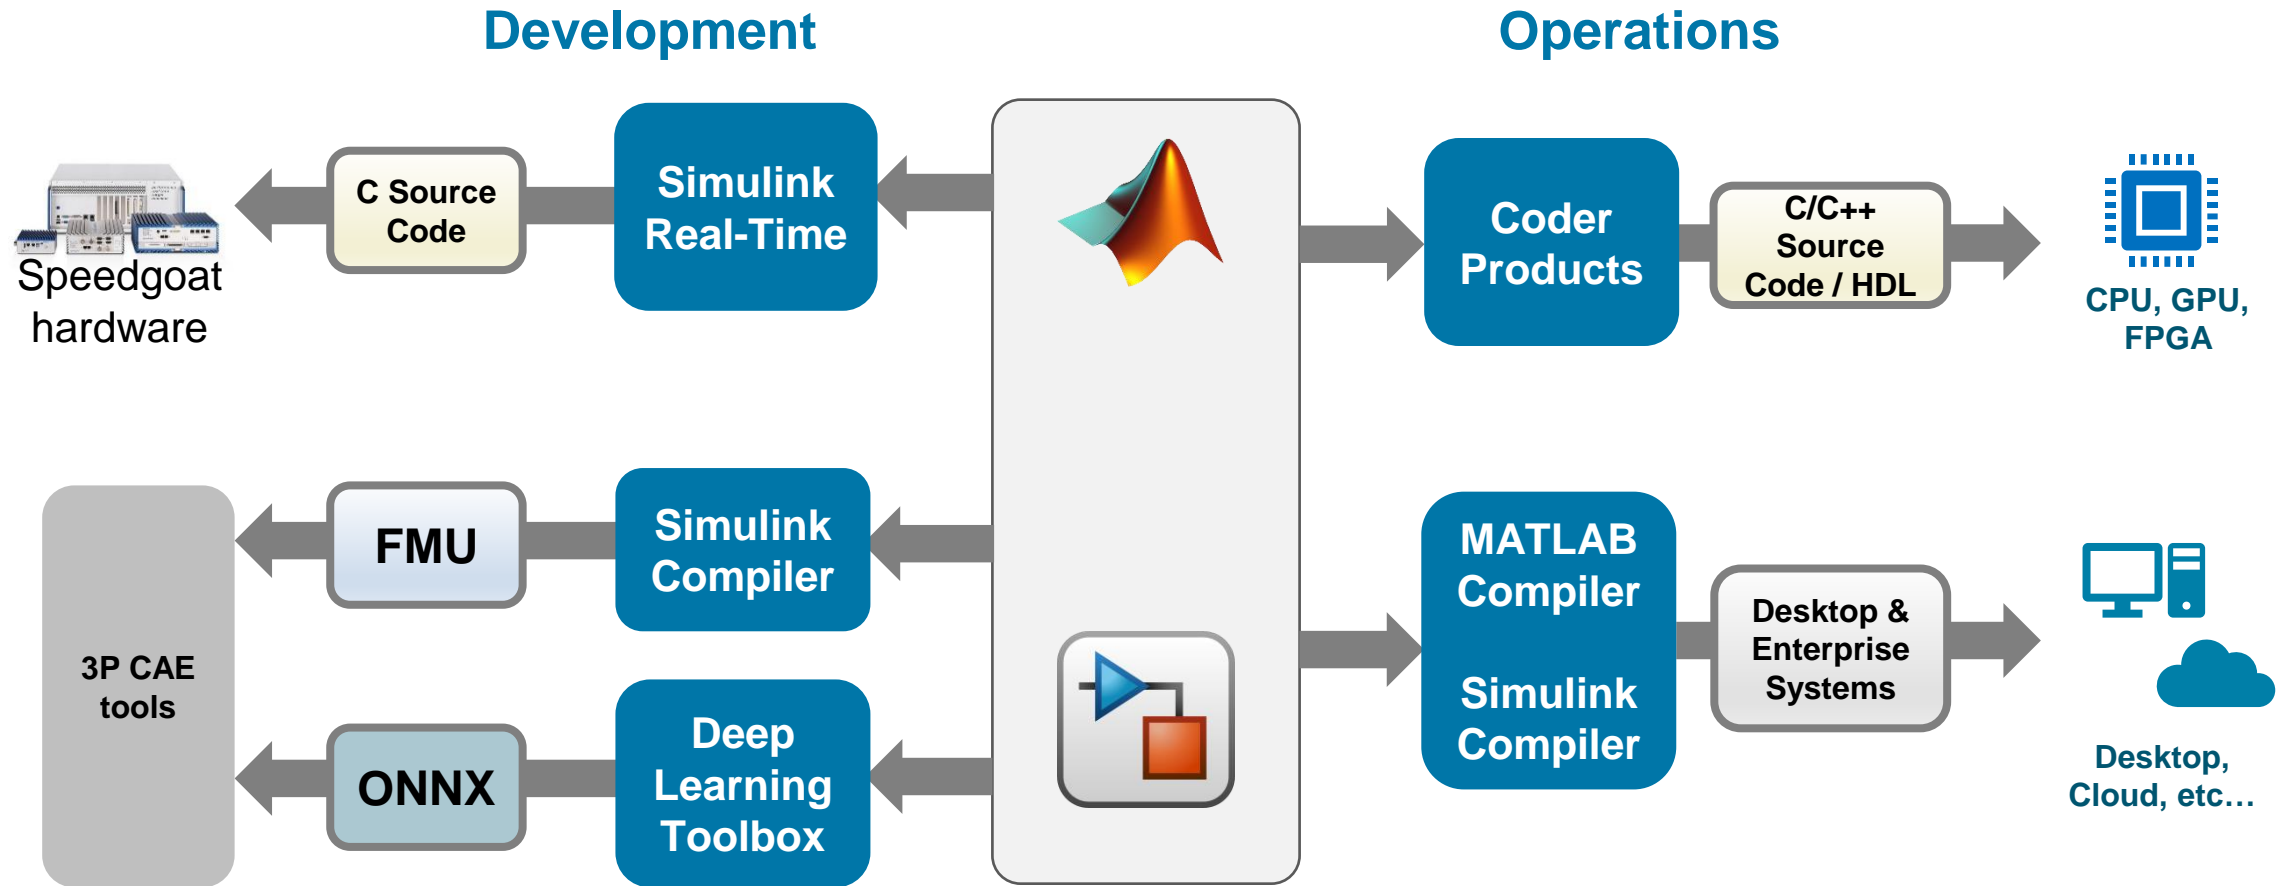 Development
Operations
Speedgoat
hardware
C Source
Code
Simulink
Real-Time
Coder
Products
C/C++
Source
Code / HDL
CPU, GPU,
FPGA
3P CAE
tools
FMU
Simulink
Compiler
ONNX
Deep
Learning
Toolbox
MATLAB
Compiler
Simulink
Compiler
Desktop &
Enterprise
Systems
Desktop,
Cloud, etc…